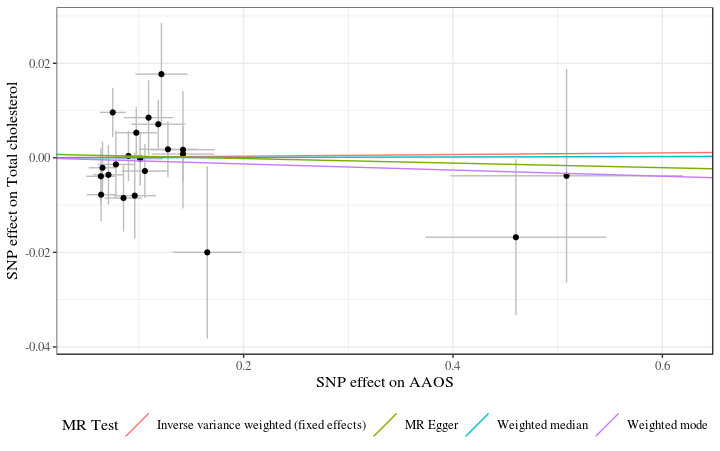 SNP effect on Total cholesterol
0.02
0.00
-0.02
-0.04
0.2 0.4 0.6
SNP effect on AAOS
MR Test Inverse variance weighted (fixed effects) MR Egger Weighted median Weighted mode